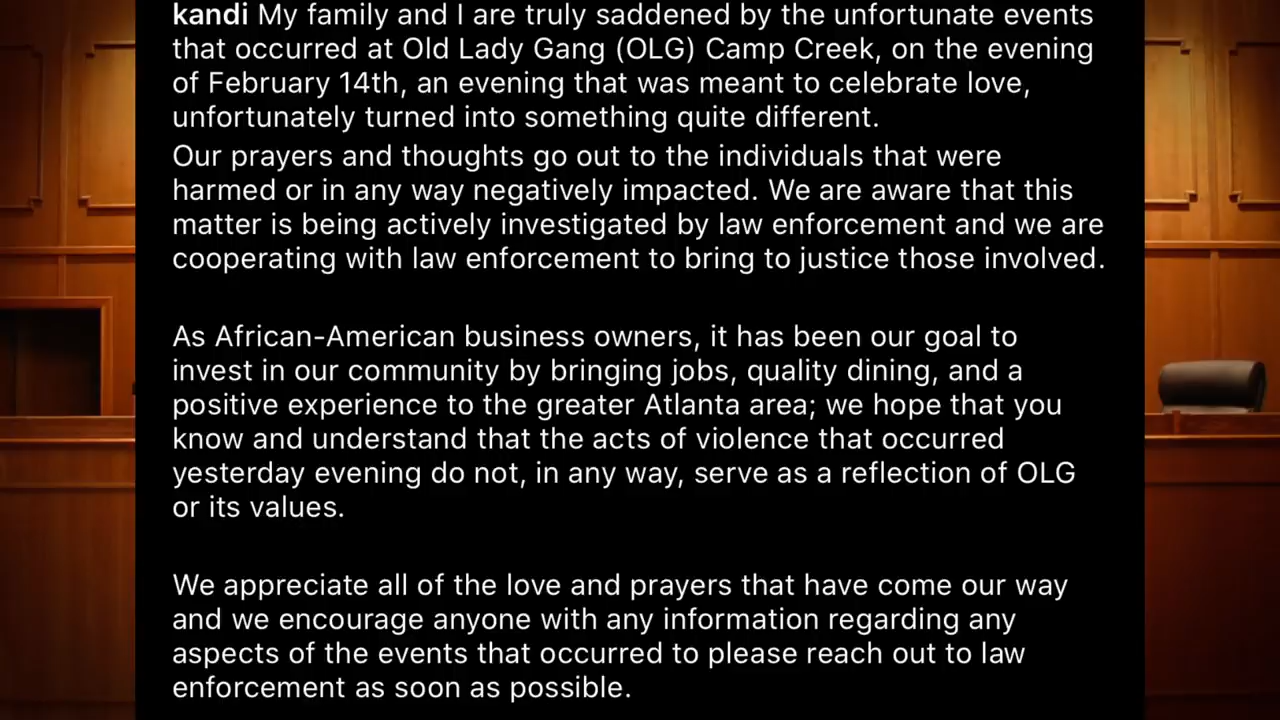 kandi My family and I are truly saddened by the unfortunate events
that occurred at Old Lady Gang (OLG) Camp Creek, on the evening
of February 14th, an evening that was meant to celebrate love,
unfortunately turned into something quite different.
Our prayers and thoughts go out to the individuals that were
harmed or in any way negatively impacted. We are aware that this
matter is being actively investigated by law enforcement and we are
cooperating with law enforcement to bring to justice those involved.
As African-American business owners, it has been our goal to
invest in our community by bringing jobs, quality dining, and a
positive experience to the greater Atlanta area; we hope that you
know and understand that the acts of violence that occurred
yesterday evening do not, in any way, serve as a reflection of OLG
or its values.
We appreciate all of the love and prayers that have come our way
and we encourage anyone with any information regarding any
aspects of the events that occurred to please reach out to law
enforcement as soon as possible.